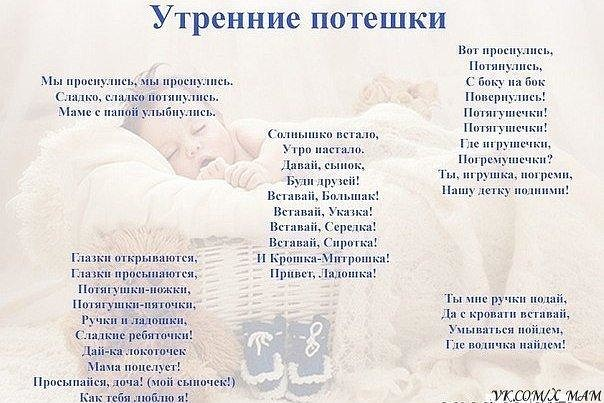 Утренние потешки
Мы проснулись, мы проснулись.
Сладко, сладко потянулись.
Маме с папой улыбнулись.
Солнышко встало,
Утро настало.
Давай, сынок,
Буди друзей!
Вставай, Большак!
Вставай, Указка!
Вставай, Середка!
Вставай, Сиротка!
И Крошка-Митрошка!
Привет, Ладошка!
Вот проснулись,
Потянулись,
С боку на бок
Повернулись!
Потягушечки!
Потягушечки!
Где игрушечки,
Погремушечки?
Ты, игрушка, погреми,
Нашу детку подними!
Глазки открываются,
Глазки просыпаются,
Потягушки-ножки,
Потягушки-пяточки,
Ручки и ладошки,
Сладкие ребяточки!
Дай-ка локоточек
Мама поцелует!
Просыпайся, доча! (мой сыночек!)
Как тебя люблю я!
Ты мне ручки подай,
Да с кровати вставай,
Умываться пойдем,
Где водичка найдем!
VK.COM/X_MAM